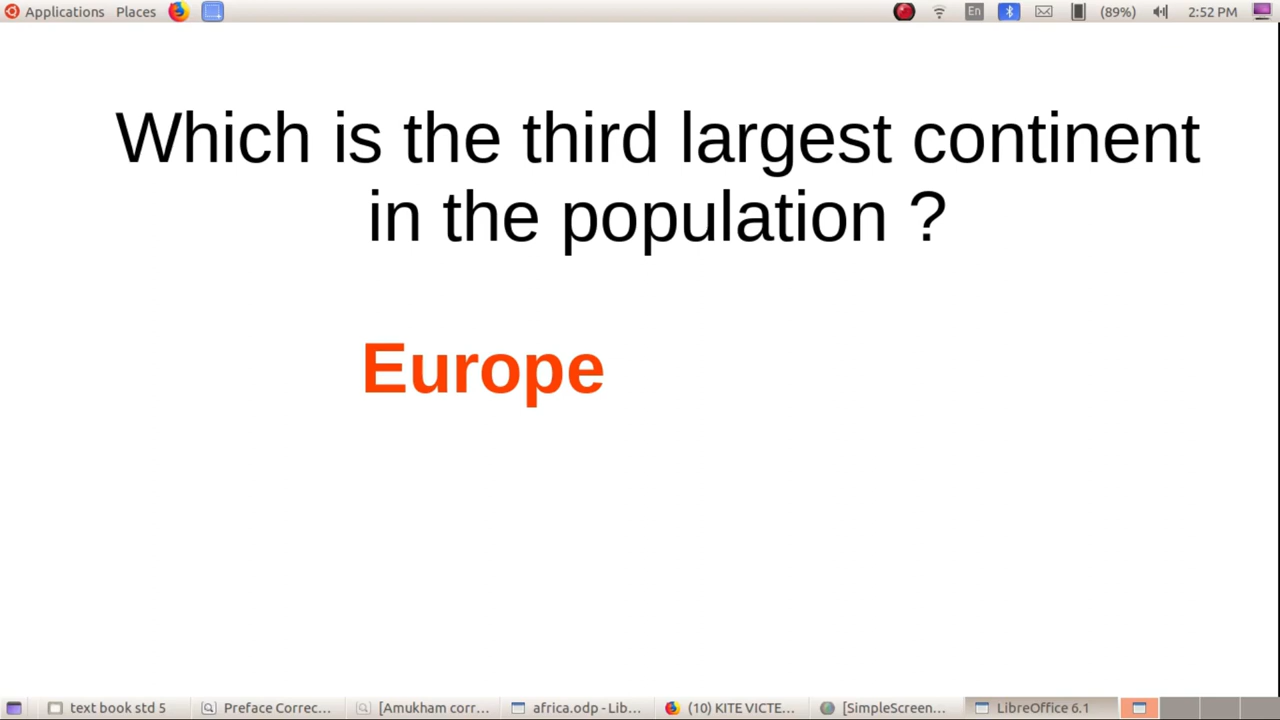 Applications Places En (89%) 2:52 PM
Which is the third largest continent
in the population ?
Europe
text book std 5 Preface Correc... [Amukham corr... africa.odp - Lib... (10) KITE VICTE... [SimpleScreen... LibreOffice 6.1